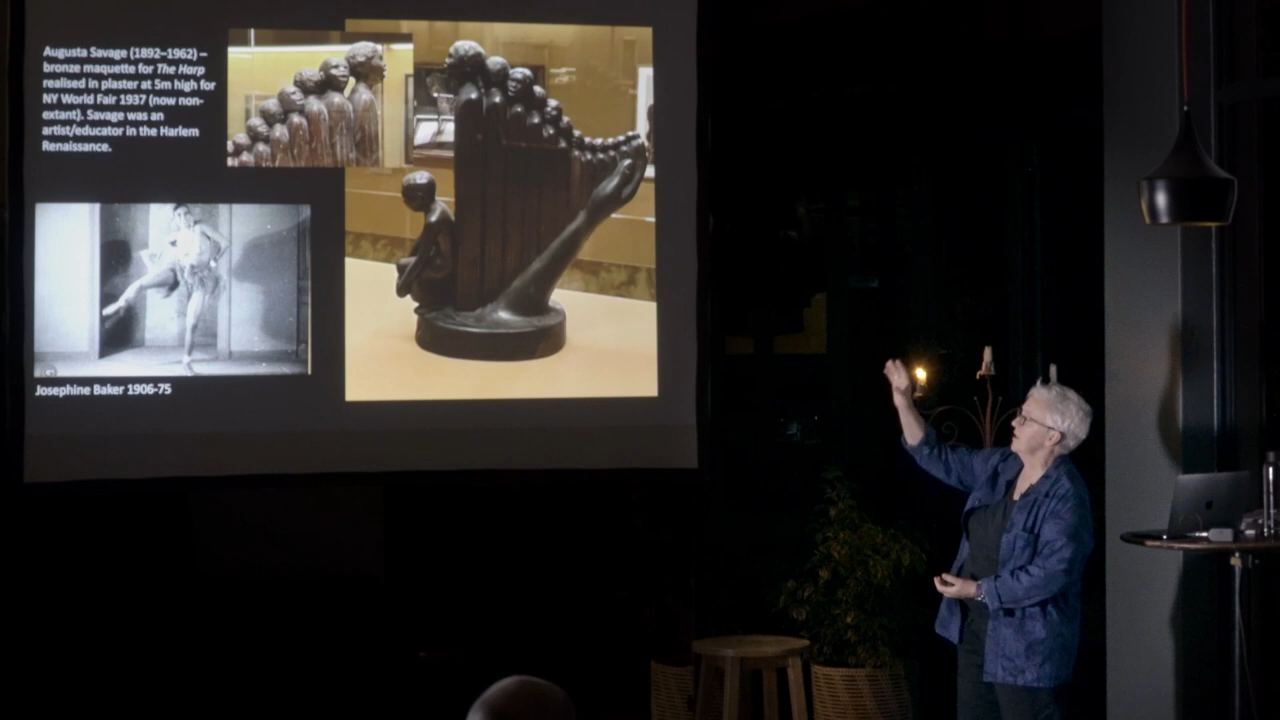 Augusta Savage (1892–1962) –
bronze maquette for The Harp
realised in plaster at 5m high for
NY World Fair 1937 (now non-
extant). Savage was an
artist/educator in the Harlem
Renaissance.
Josephine Baker 1906-75